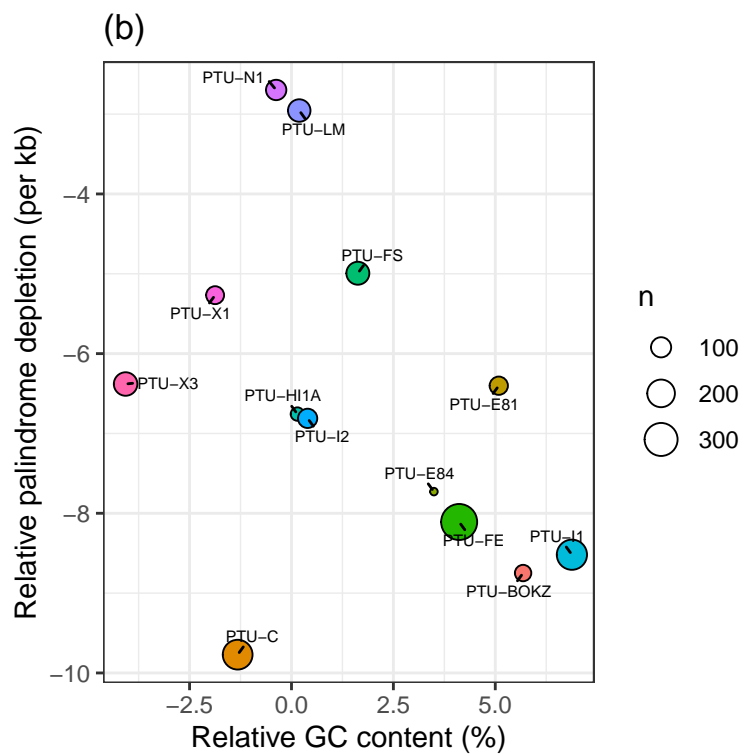 (b)
PTU−N1
PTU−LM
−4
PTU−FS
PTU−X1
n
100
−6
PTU−X3
PTU−HI1A
PTU−E81
200
PTU−I2
300
PTU−E84
−8
PTU−FE
PTU−I1
PTU−BOKZ
PTU−C
−10
−2.5 0.0 2.5 5.0
Relative GC content (%)
Relative palindrome depletion (per kb)